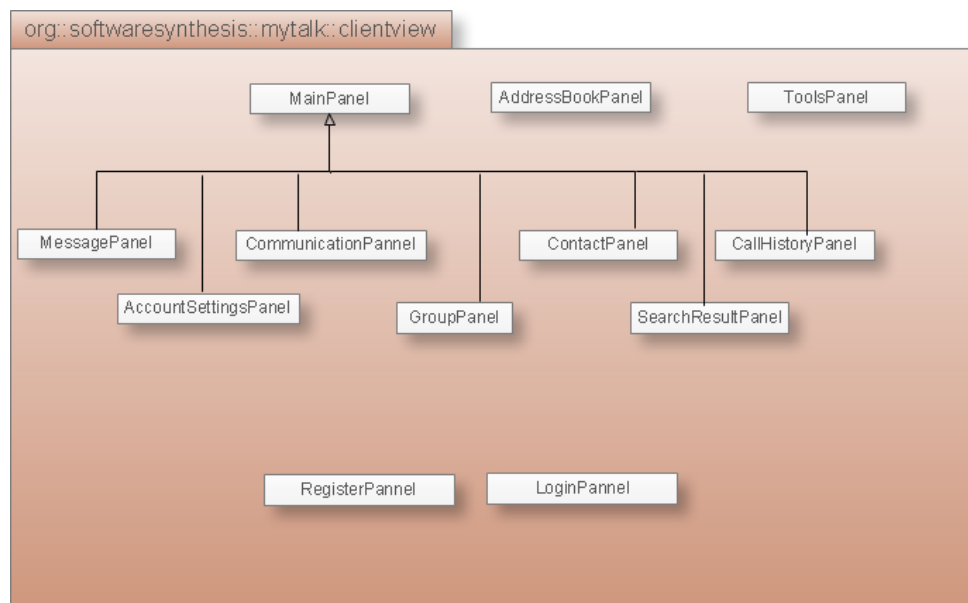 org::softwaresynthesis::mytalk::clientview
MainPanel
AddressBookPanel
ToolsPanel
MessagePanel
CommunicationPannel
ContactPanel
CallHistoryPanel
AccountSettingsPanel
GroupPanel
SearchResultPanel
RegisterPannel
LoginPannel